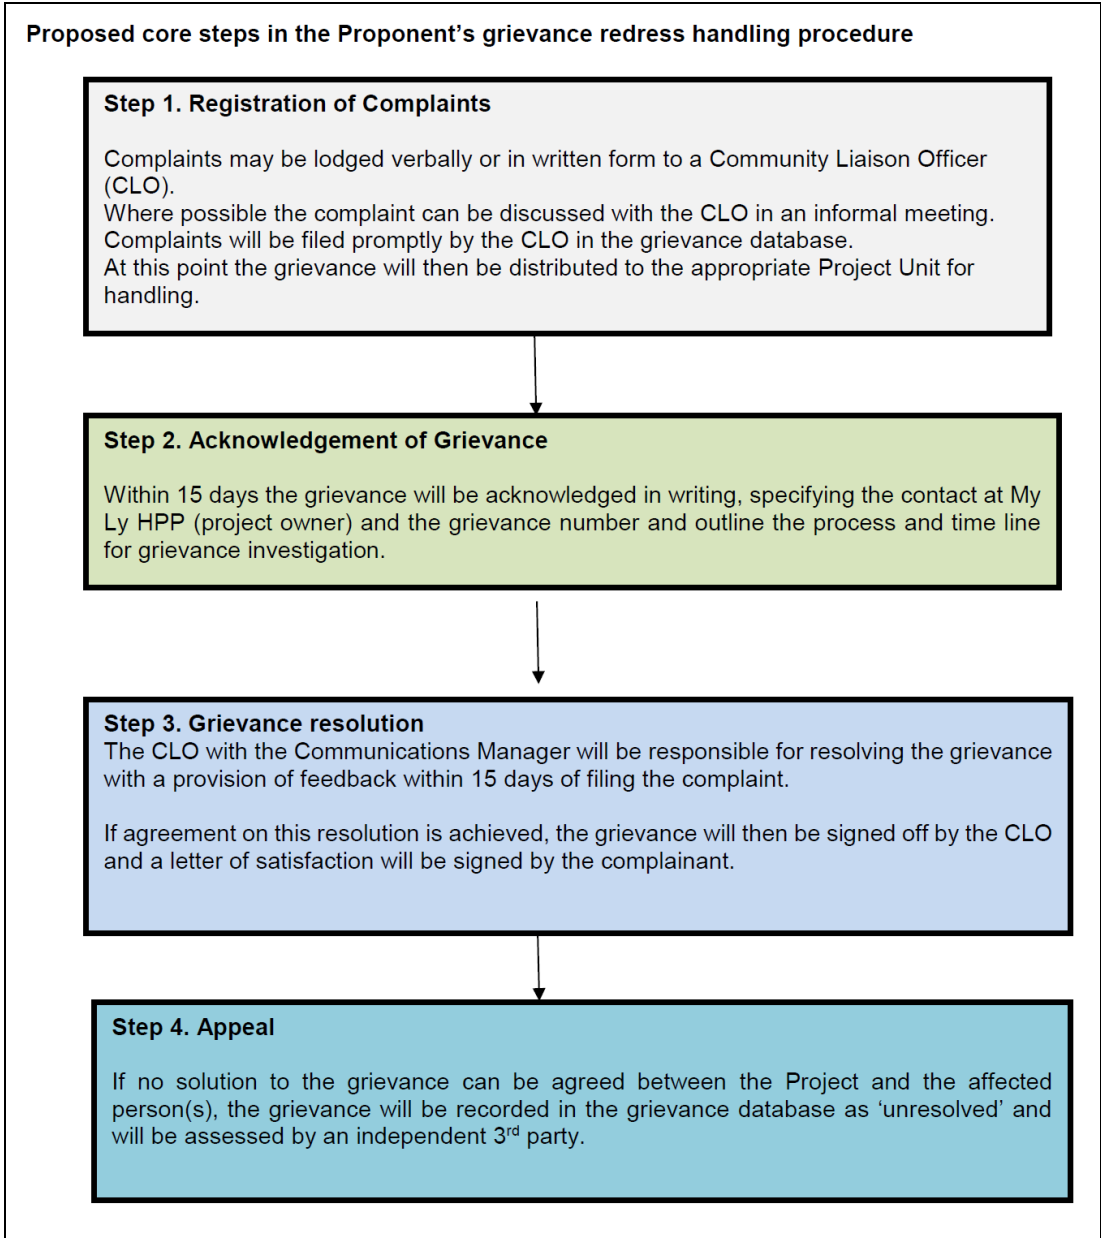 Proposed core steps in the Proponent’s grievance redress handling procedure
Step 1. Registration of Complaints
Complaints may be lodged verbally or in written form to a Community Liaison Officer
(CLO).
Where possible the complaint can be discussed with the CLO in an informal meeting.
Complaints will be filed promptly by the CLO in the grievance database.
At this point the grievance will then be distributed to the appropriate Project Unit for
handling.
Step 2. Acknowledgement of Grievance
Within 15 days the grievance will be acknowledged in writing, specifying the contact at My
Ly HPP (project owner) and the grievance number and outline the process and time line
for grievance investigation.
Step 3. Grievance resolution
The CLO with the Communications Manager will be responsible for resolving the grievance
with a provision of feedback within 15 days of filing the complaint.
If agreement on this resolution is achieved, the grievance will then be signed off by the CLO
and a letter of satisfaction will be signed by the complainant.
Step 4. Appeal
If no solution to the grievance can be agreed between the Project and the affected
person(s), the grievance will be recorded in the grievance database as ‘unresolved’ and
will be assessed by an independent 3rd party.